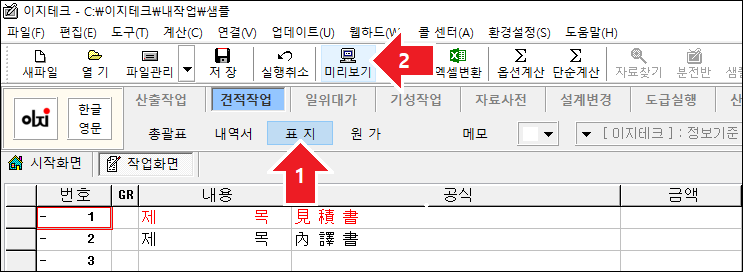 이지테크 - C:₩이지테크₩내작업₩샘플
파일(F) 편집(E) 도구(T) 계산(C) 연결(V) 업데이트(U) 웹하드(W) 콜 센터(A) 환경설정(S) 도움말(H)
새파일 열 기 파일관리 저 장 실행취소 미리보기 엑셀변환 옵션계산 단순계산 자료찾기 분전반
2
이지 한글 산출작업 견적작업 일위대가 기성작업 자료사전 설계변경 도급실행
영문 총괄표 내역서 표 지 원 가 메모 [ 이지테크 ] : 정보기준
시작화면 작업화면
1
번호 GR 내용 공식 금액
- 1 제 목 見 積 書
- 2 제 목 內 譯 書
- 3